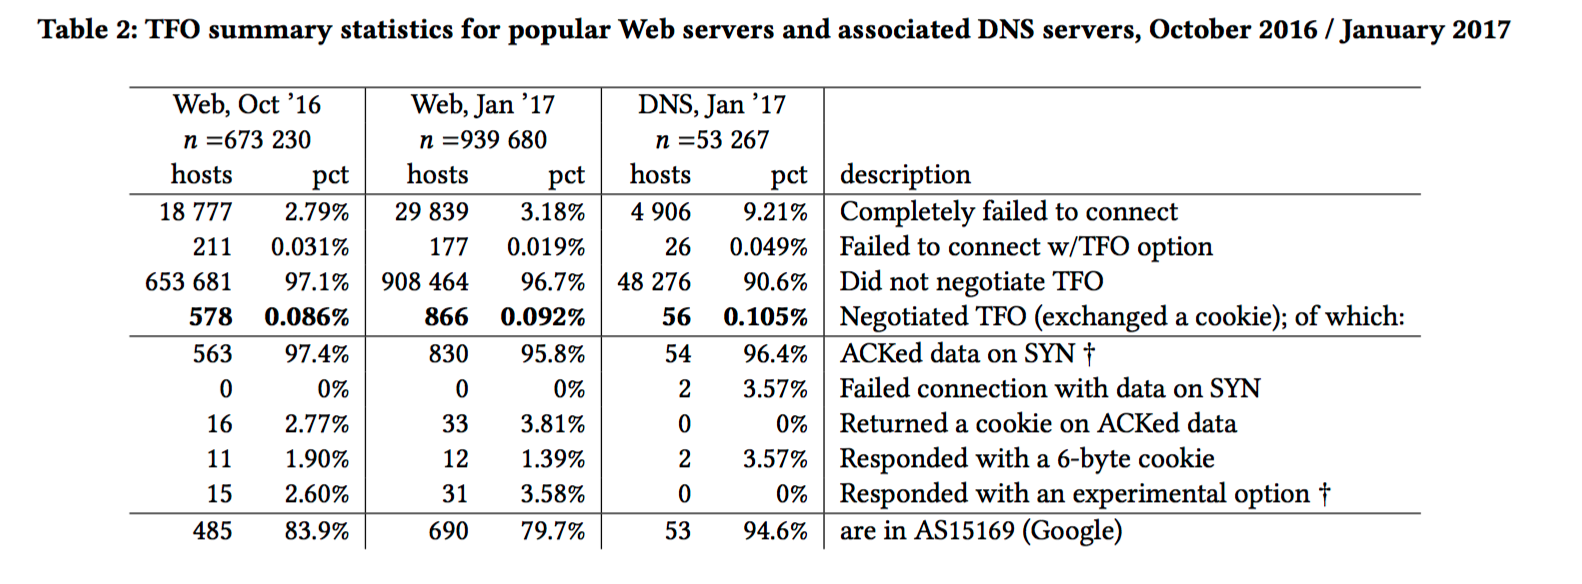 Table 2: TFO summary statistics for popular Web servers and associated DNS servers, October 2016 / January 2017
Web, Oct ’16 Web, Jan ’17 DNS, Jan ’17
n =673 230 n =939 680 n =53 267
hosts pct hosts pct hosts pct description
18 777 2.79% 29 839 3.18% 4 906 9.21% Completely failed to connect
211 0.031% 177 0.019% 26 0.049% Failed to connect w/TFO option
653 681 97.1% 908 464 96.7% 48 276 90.6% Did not negotiate TFO
578 0.086% 866 0.092% 56 0.105% Negotiated TFO (exchanged a cookie); of which:
563 97.4% 830 95.8% 54 96.4% ACKed data on SYN †
0 0% 0 0% 2 3.57% Failed connection with data on SYN
16 2.77% 33 3.81% 0 0% Returned a cookie on ACKed data
11 1.90% 12 1.39% 2 3.57% Responded with a 6-byte cookie
15 2.60% 31 3.58% 0 0% Responded with an experimental option †
485 83.9% 690 79.7% 53 94.6% are in AS15169 (Google)